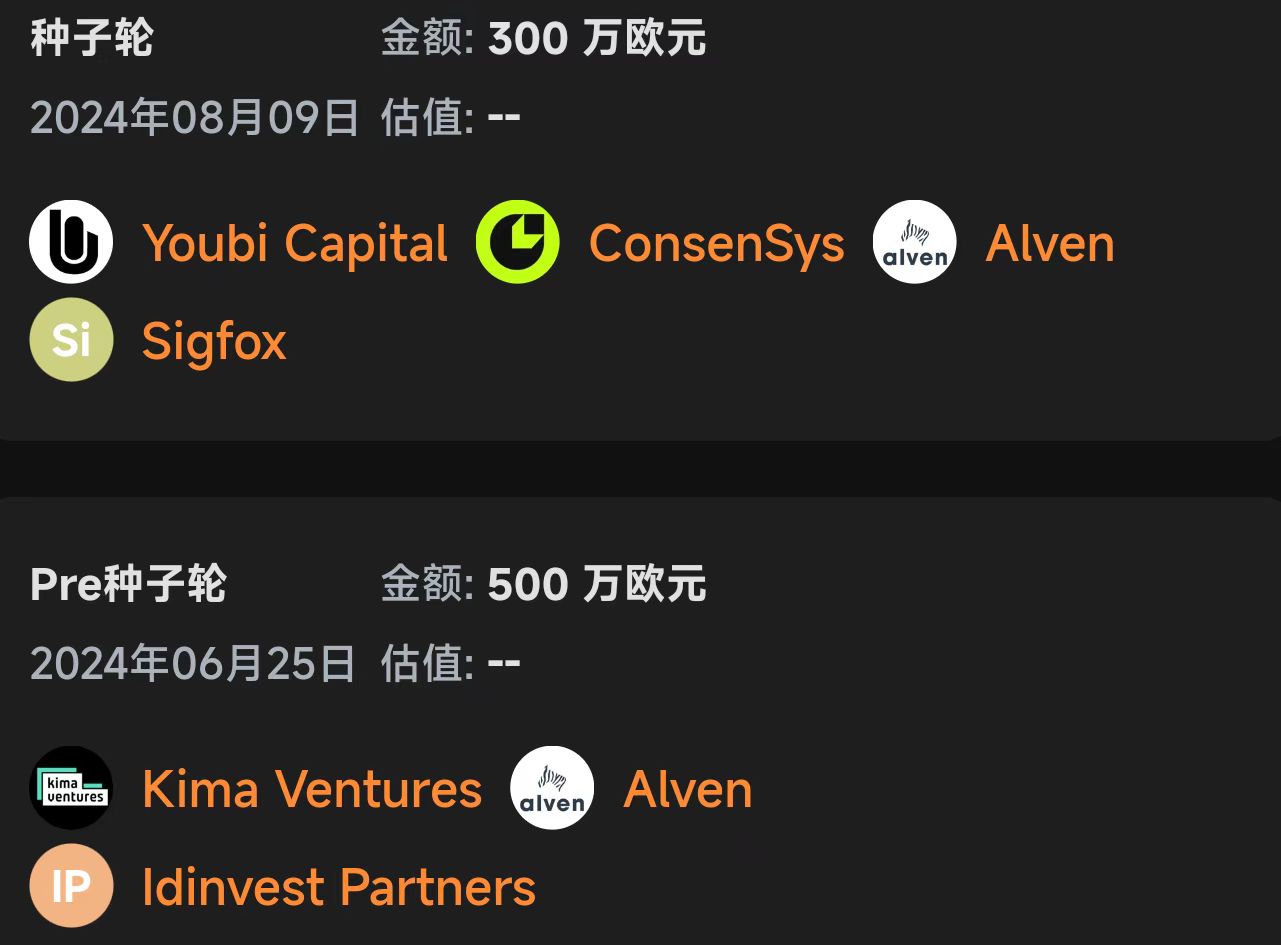 种子轮 金额: 300 万欧元
2024年08月09日 估值: --
Youbi Capital ConsenSys alven Alven
Si Sigfox
Pre种子轮 金额: 500 万欧元
2024年06月25日 估值: --
kima ventures Kima Ventures alven Alven
IP Idinvest Partners